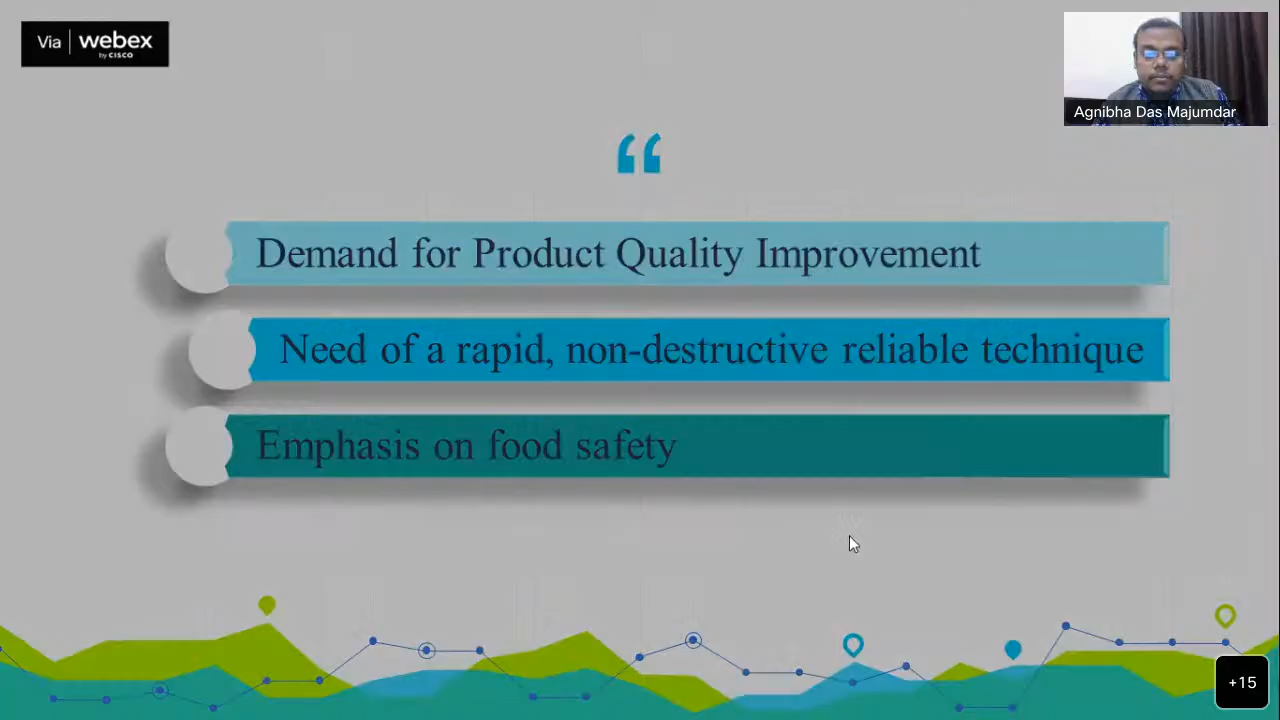 Via webex
by CISCO
Agnibha Das Majumdar
“
Demand for Product Quality Improvement
Need of a rapid, non-destructive reliable technique
Emphasis on food safety
+15